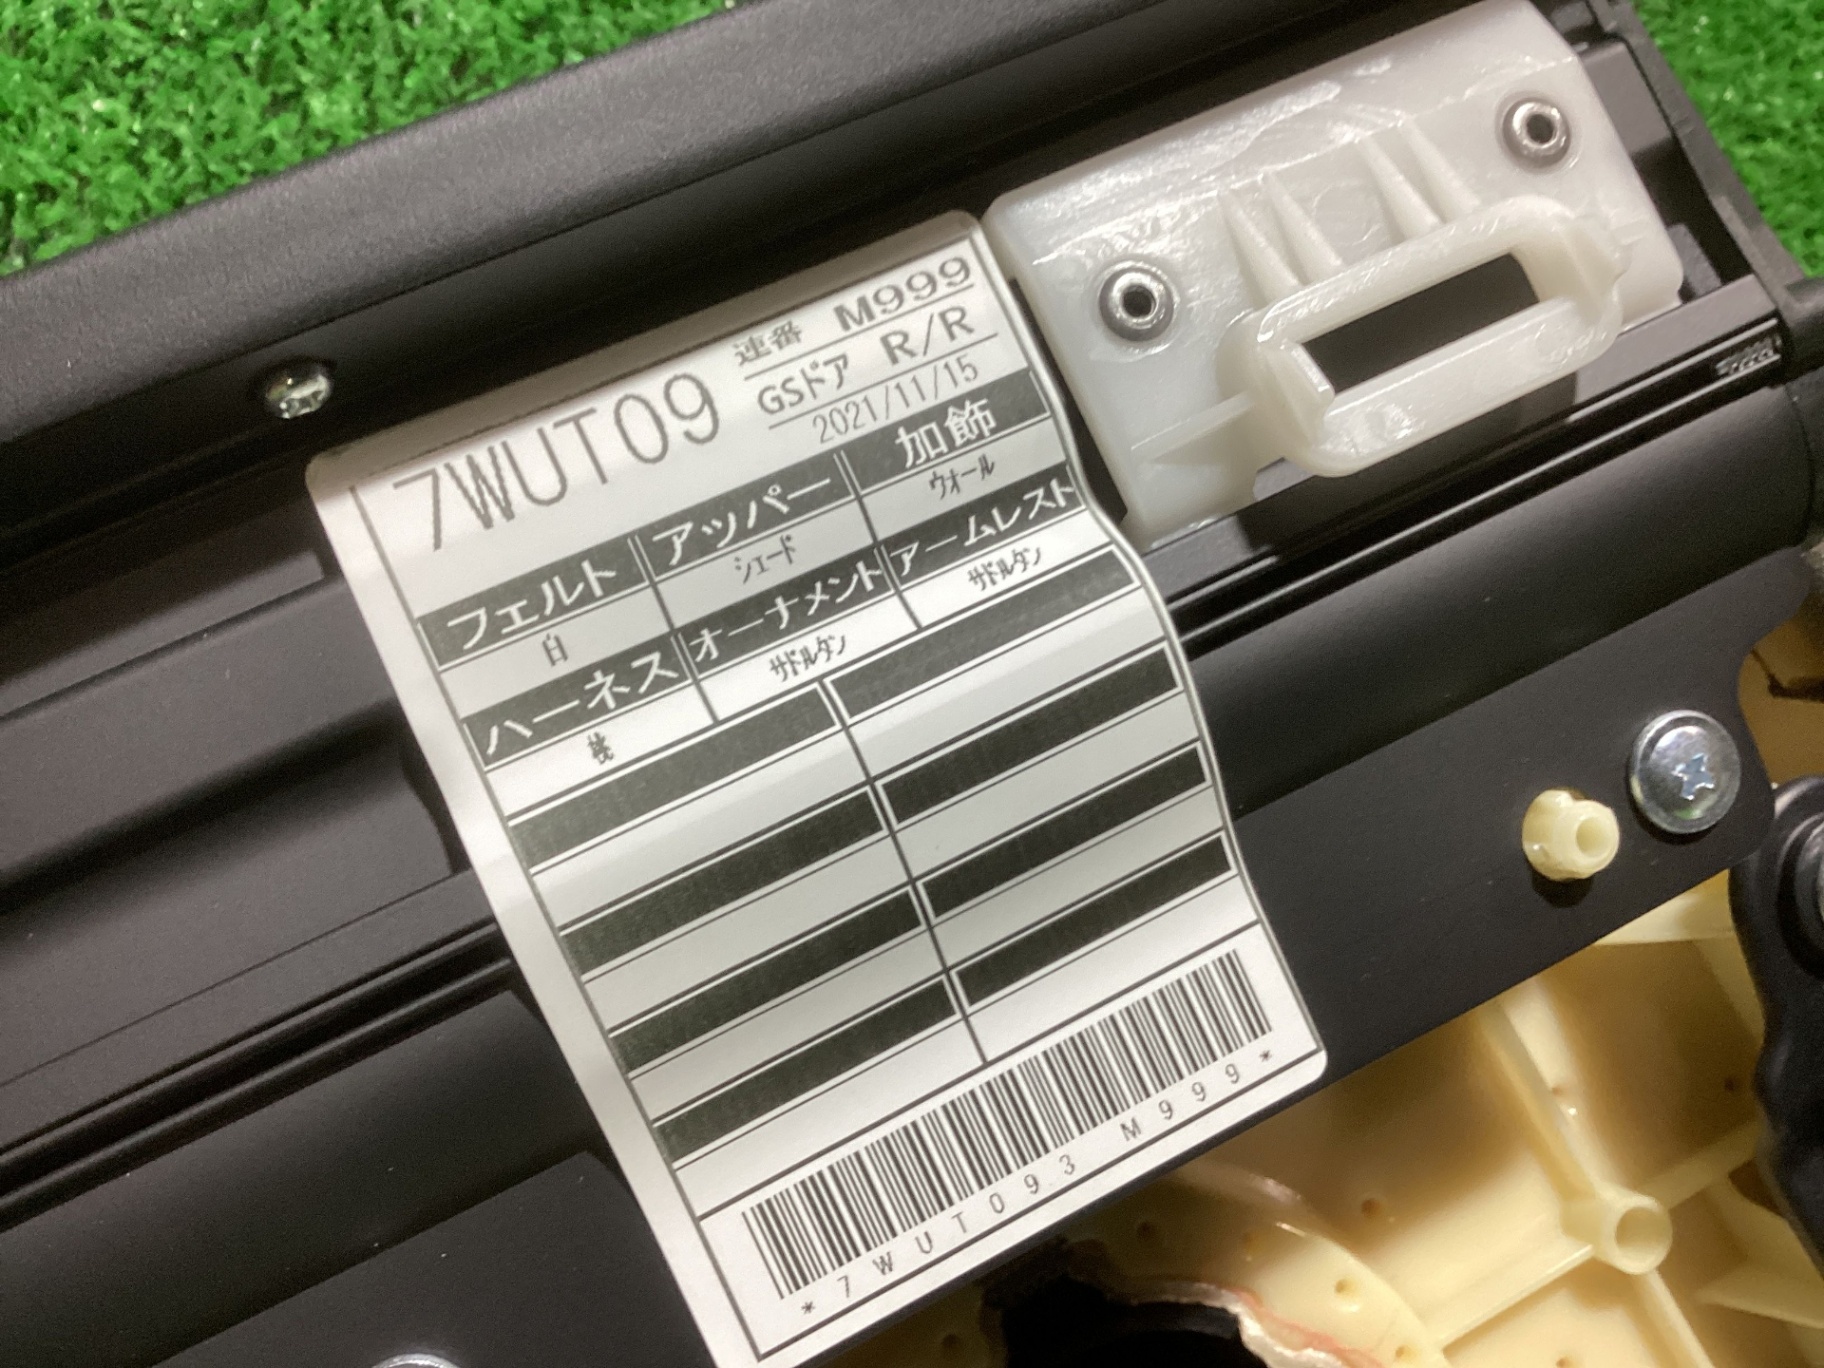 連番 M999
7WUT09 GSドア R/R
2021/11/15
フェルト アッパー 加飾
白 シェード ウォール
ハーネス オーナメント アームレスト
サドルタン サドルタン
*7WUT093 M999*